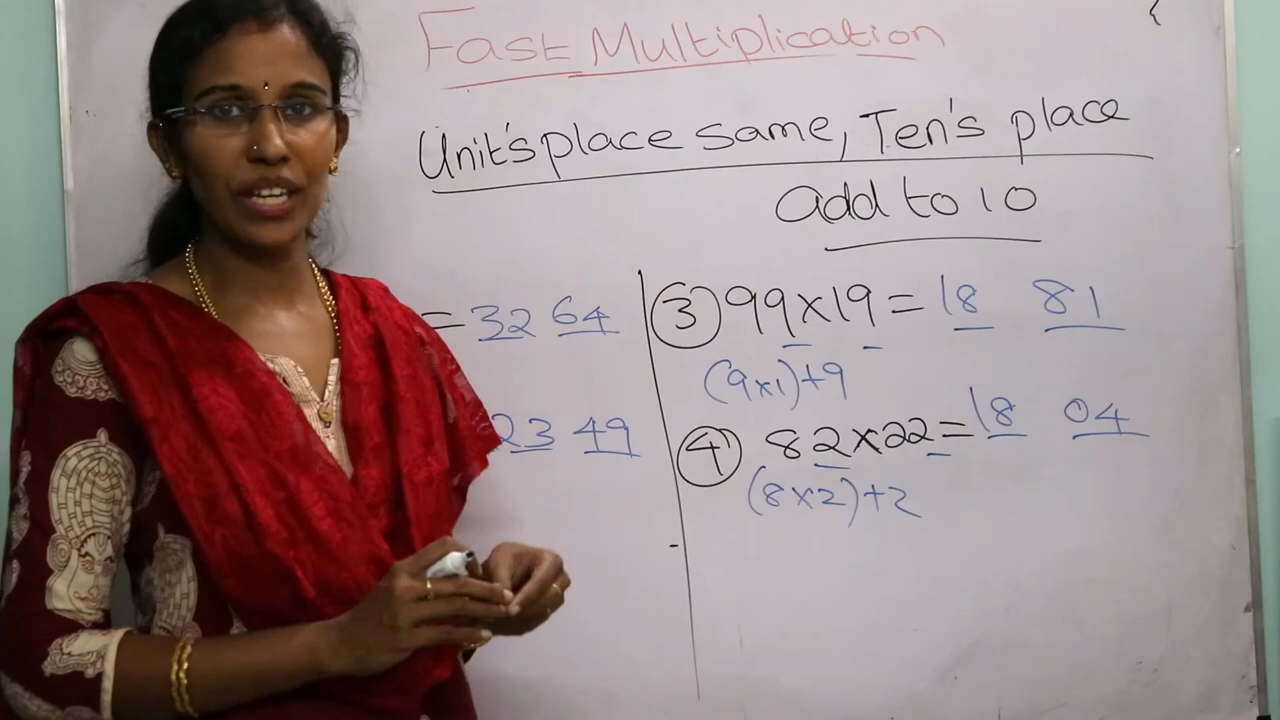 Fast Multiplication
Unit's place same, Ten's place
Add to 10
= 32 64
23 49
3 99x19 = 18 81
(9x1)+9
4 82x22= 18 04
(8x2)+2